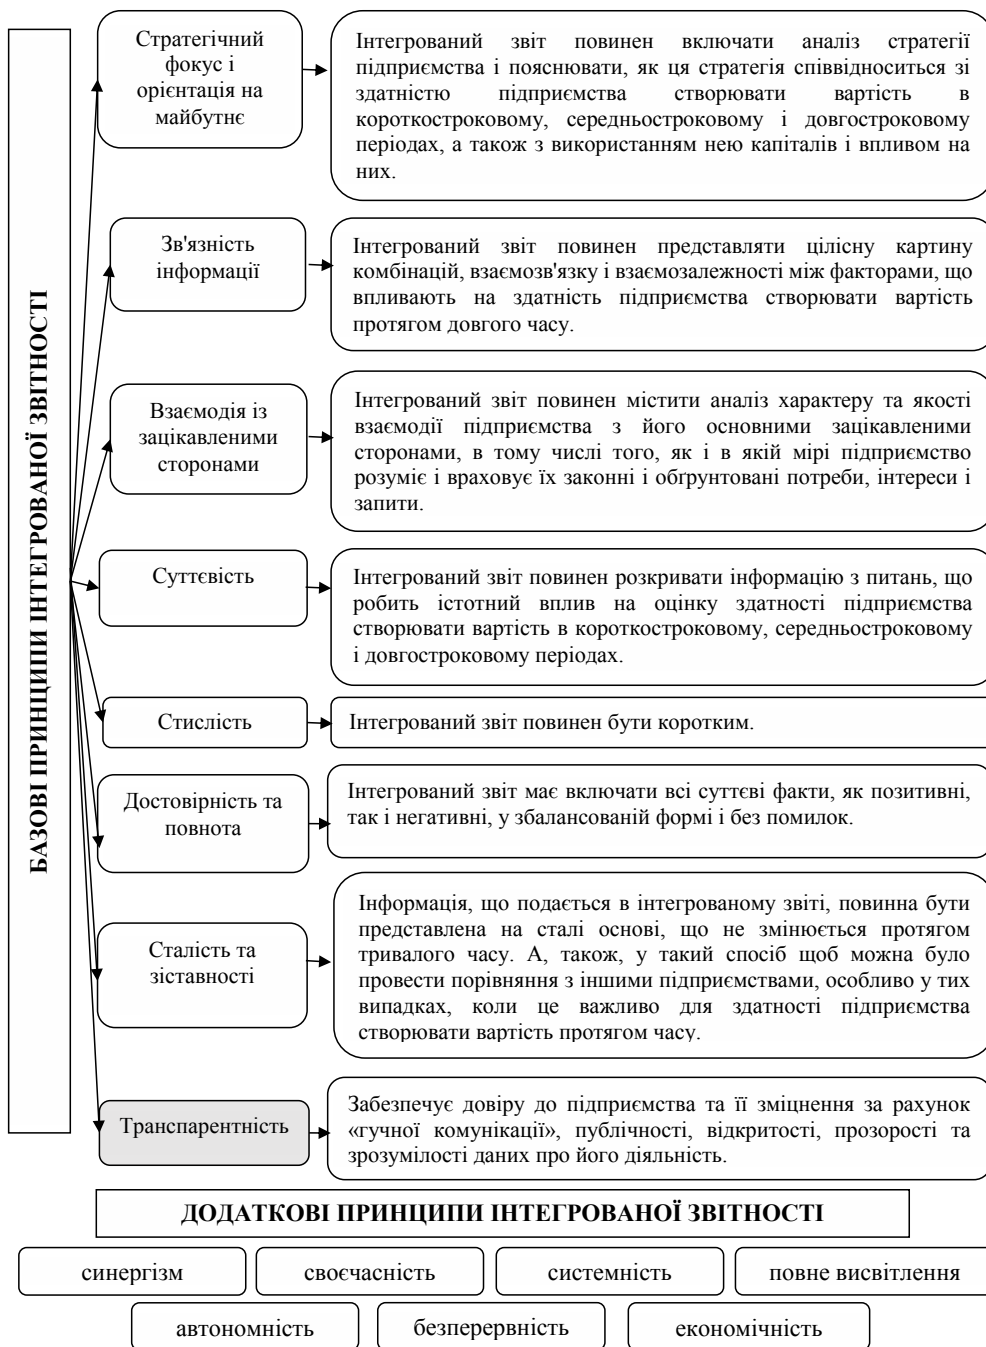 БАЗОВІ ПРИНЦИПИ ІНТЕГРОВАНОЇ ЗВІТНОСТІ
Стратегічний
фокус і
орієнтація на
майбутнє
Інтегрований звіт повинен включати аналіз стратегії
підприємства і пояснювати, як ця стратегія співвідноситься зі
здатністю підприємства створювати вартість в
короткостроковому, середньостроковому і довгостроковому
періодах, а також з використанням нею капіталів і впливом на
них.
Зв'язність
інформації
Інтегрований звіт повинен представляти цілісну картину
комбінацій, взаємозв'язку і взаємозалежності між факторами, що
впливають на здатність підприємства створювати вартість
протягом довгого часу.
Взаємодія із
зацікавленими
сторонами
Інтегрований звіт повинен містити аналіз характеру та якості
взаємодії підприємства з його основними зацікавленими
сторонами, в тому числі того, як і в якій мірі підприємство
розуміє і враховує їх законні і обґрунтовані потреби, інтереси і
запити.
Суттєвість
Інтегрований звіт повинен розкривати інформацію з питань, що
робить істотний вплив на оцінку здатності підприємства
створювати вартість в короткостроковому, середньостроковому
і довгостроковому періодах.
Стислість
Інтегрований звіт повинен бути коротким.
Достовірність та
повнота
Інтегрований звіт має включати всі суттєві факти, як позитивні,
так і негативні, у збалансованій формі і без помилок.
Сталість та
зіставності
Інформація, що подається в інтегрованому звіті, повинна бути
представлена на сталі основі, що не змінюється протягом
тривалого часу. А, також, у такий спосіб щоб можна було
провести порівняння з іншими підприємствами, особливо у тих
випадках, коли це важливо для здатності підприємства
створювати вартість протягом часу.
Транспарентність
Забезпечує довіру до підприємства та її зміцнення за рахунок
«гучної комунікації», публічності, відкритості, прозорості та
зрозумілості даних про його діяльність.
ДОДАТКОВІ ПРИНЦИПИ ІНТЕГРОВАНОЇ ЗВІТНОСТІ
синергізм
своєчасність
системність
повне висвітлення
автономність
безперервність
економічність